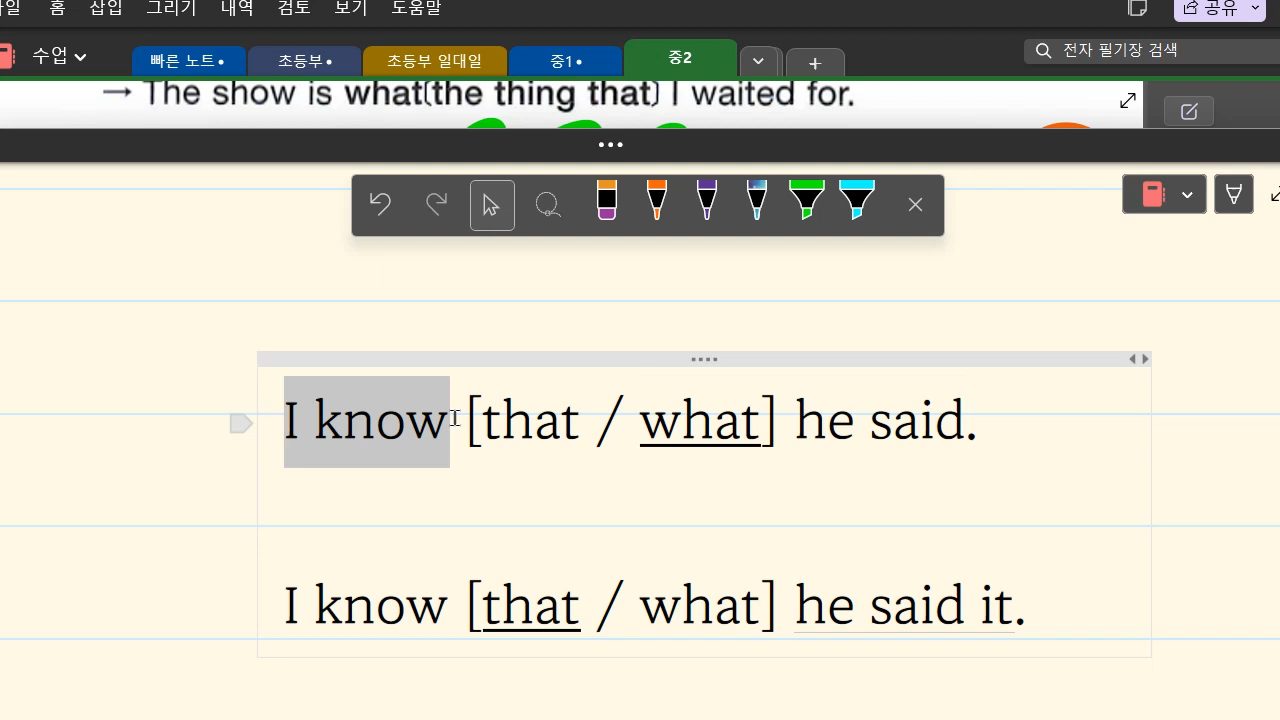 홈 삽입 그리기 내역 검토 보기 도움말 공유
수업 빠른 노트 초등부 초등부 일대일 중1 중2 전자 필기장 검색
→ The show is what(the thing that) I waited for.
I know [that / what] he said.
I know [that / what] he said it.